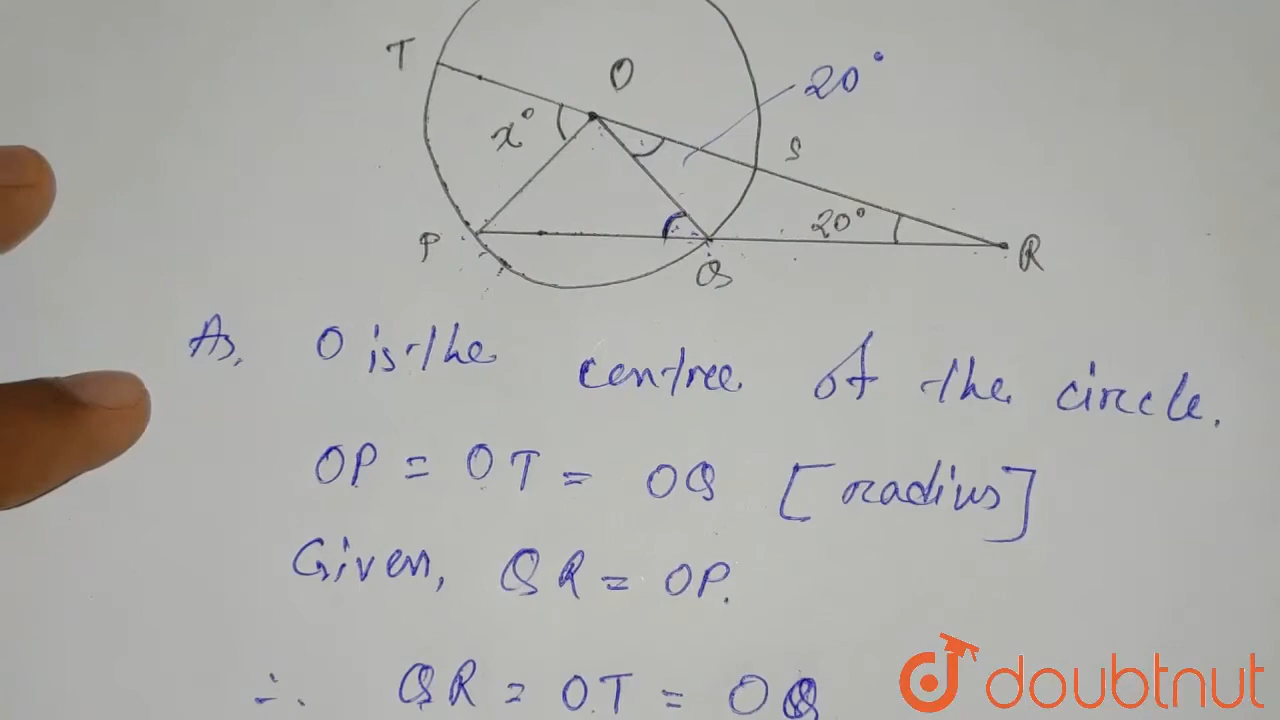 T
O
20°
x°
S
20°
P
Q
R
As, O is the centre of the circle.
OP = OT = OQ [radius]
Given, QR = OP.
∴ QR = OT = OQ
doubtnut